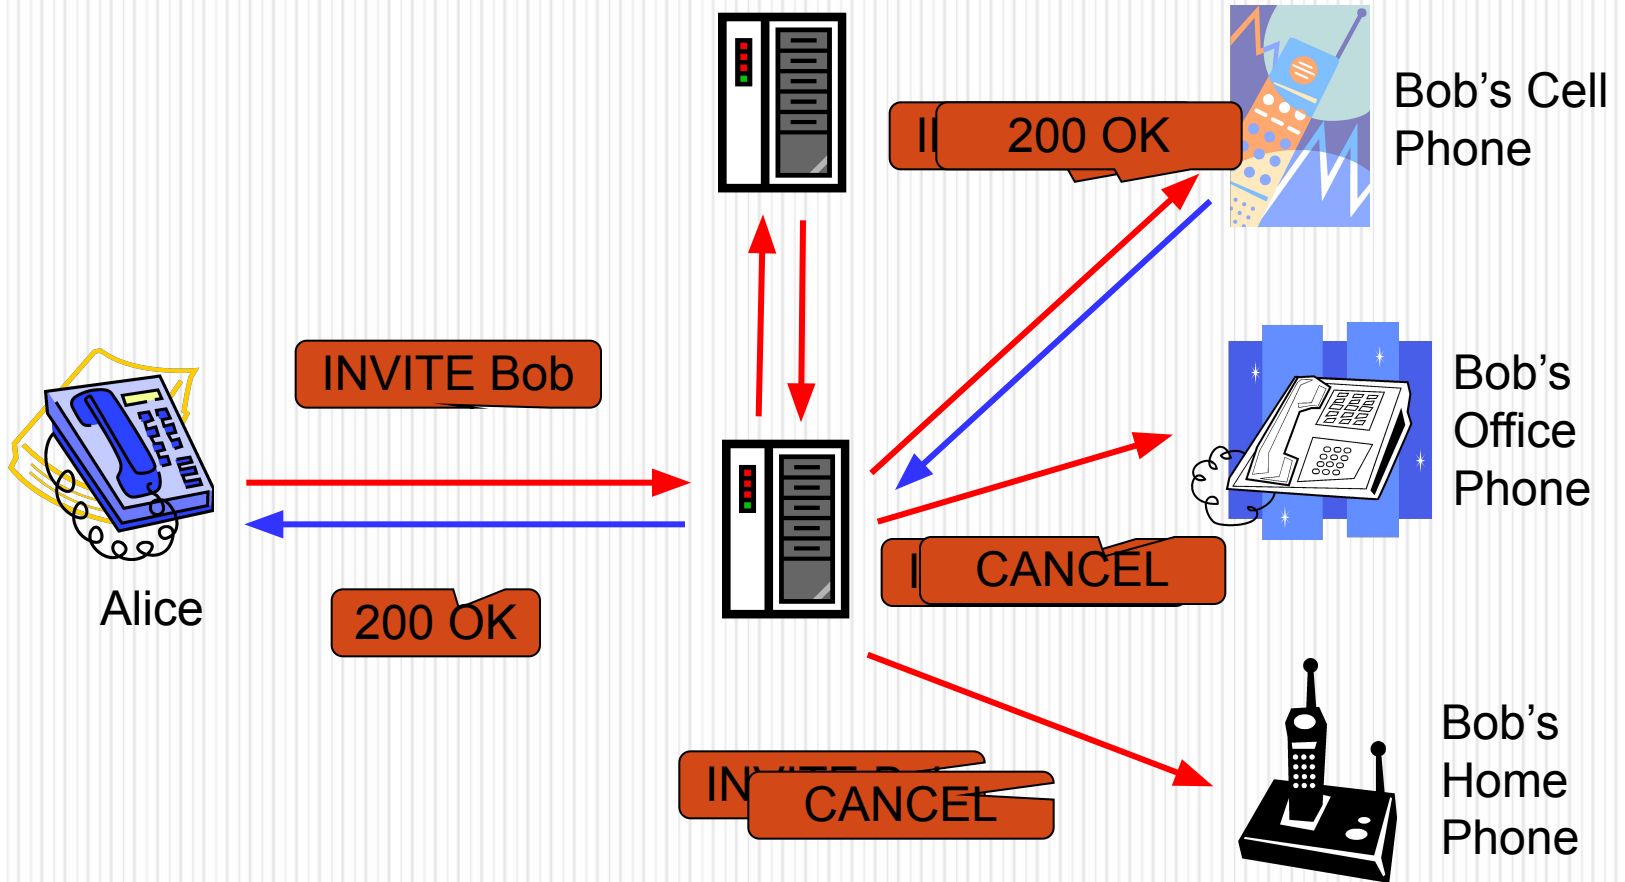 200 OK
Bob's Cell
Phone
INVITE Bob
Bob's
Office
Phone
CANCEL
Alice
200 OK
CANCEL
Bob's
Home
Phone